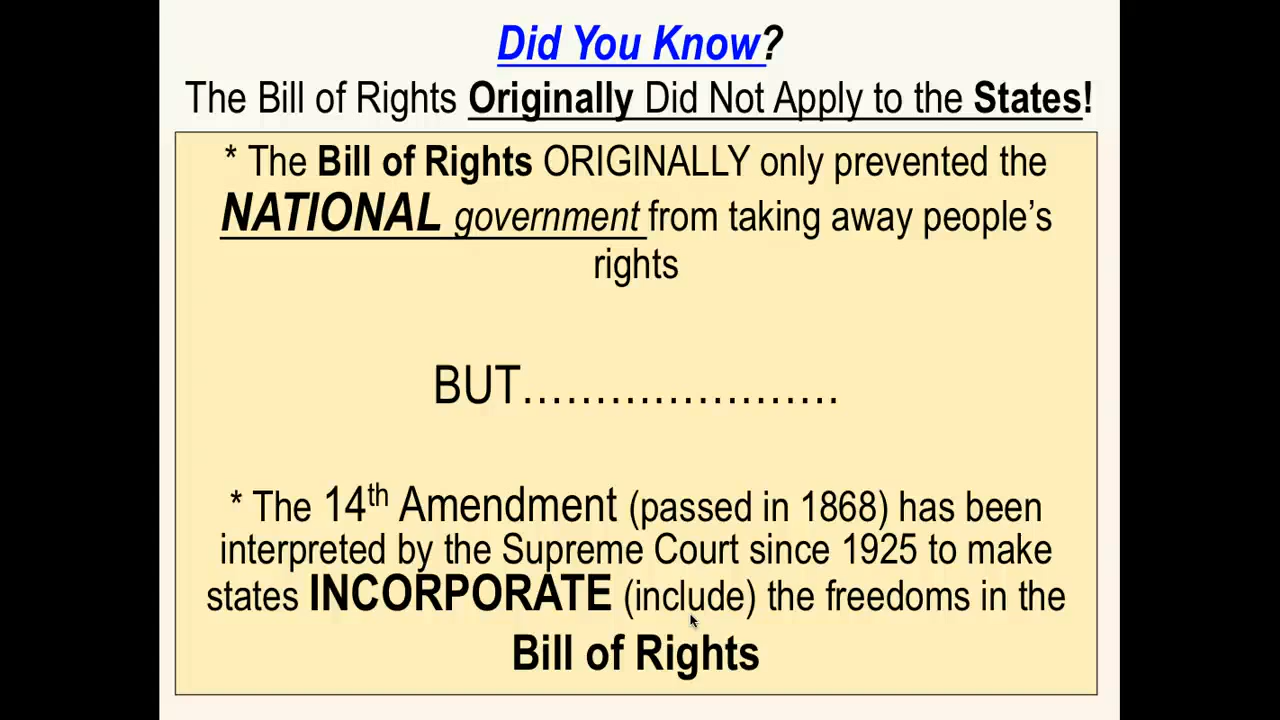 Did You Know?
The Bill of Rights Originally Did Not Apply to the States!
* The Bill of Rights ORIGINALLY only prevented the
NATIONAL government from taking away people’s
rights
BUT......................
* The 14th Amendment (passed in 1868) has been
interpreted by the Supreme Court since 1925 to make
states INCORPORATE (include) the freedoms in the
Bill of Rights